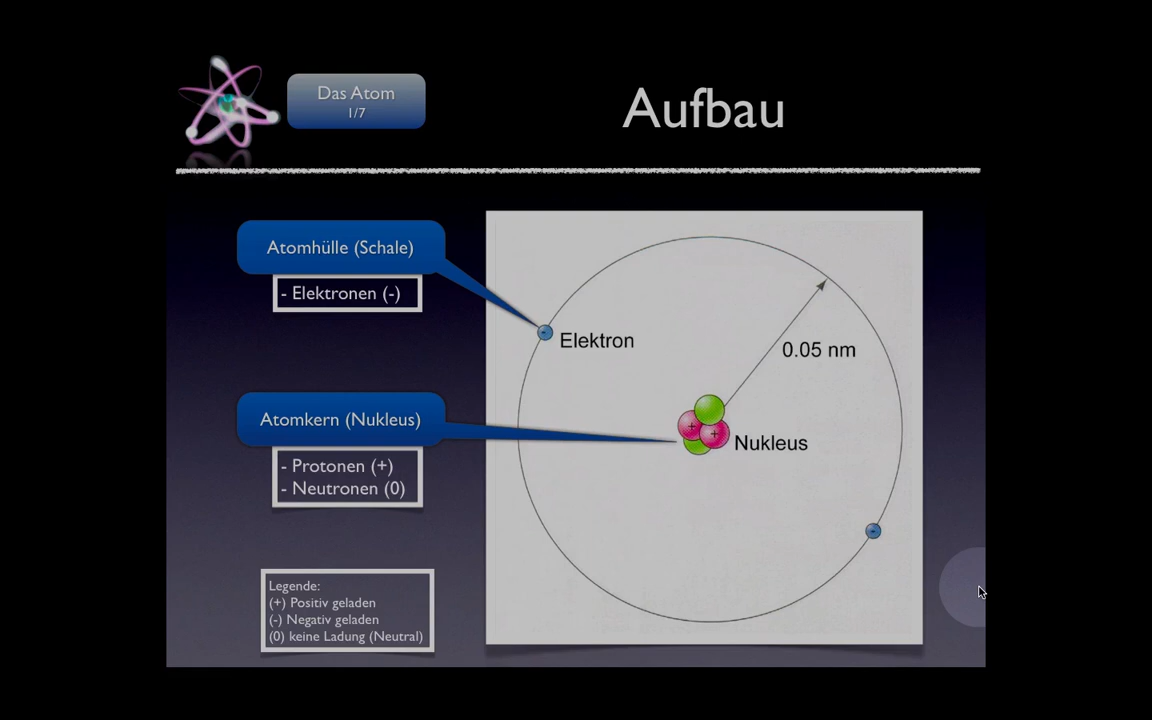 Das Atom
1/7
Aufbau
Atomhülle (Schale)
- Elektronen (-)
Elektron
0.05 nm
Atomkern (Nukleus)
- Protonen (+)
- Neutronen (0)
+
+
Nukleus
Legende:
(+) Positiv geladen
(-) Negativ geladen
(0) keine Ladung (Neutral)